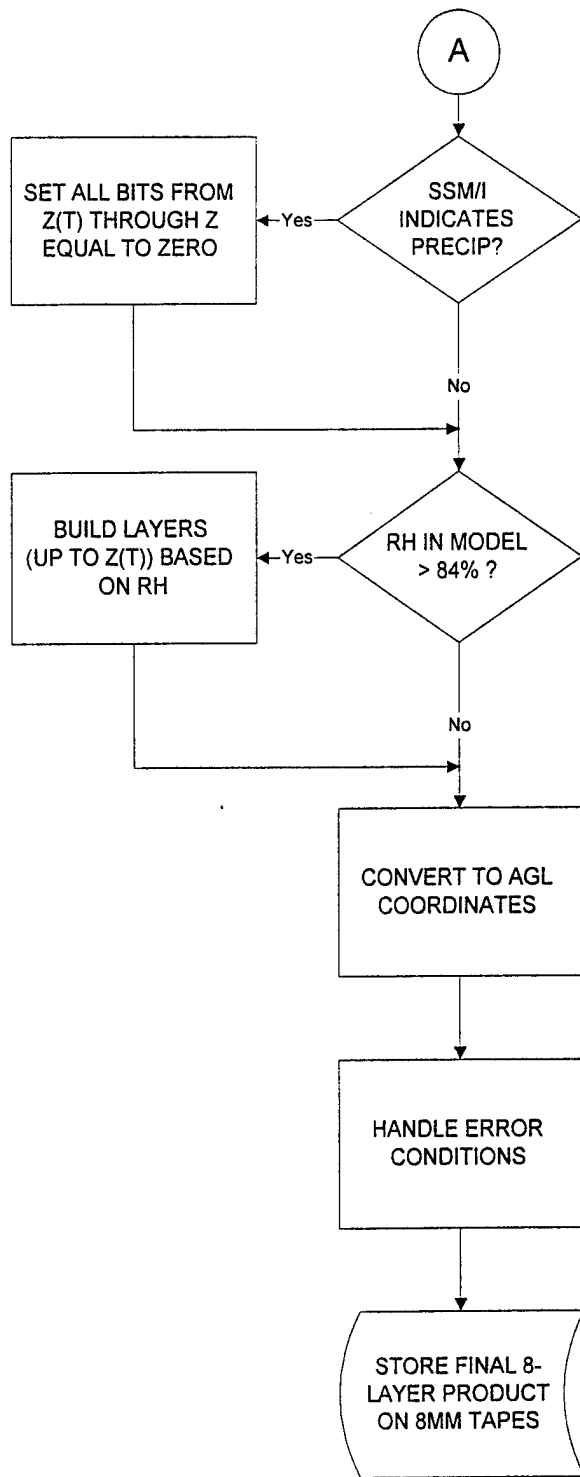 A
SSM/I
INDICATES
PRECIP?
Yes
SET ALL BITS FROM
Z(T) THROUGH Z
EQUAL TO ZERO
No
RH IN MODEL
> 84% ?
Yes
BUILD LAYERS
(UP TO Z(T)) BASED
ON RH
No
CONVERT TO AGL
COORDINATES
HANDLE ERROR
CONDITIONS
STORE FINAL 8-
LAYER PRODUCT
ON 8MM TAPES